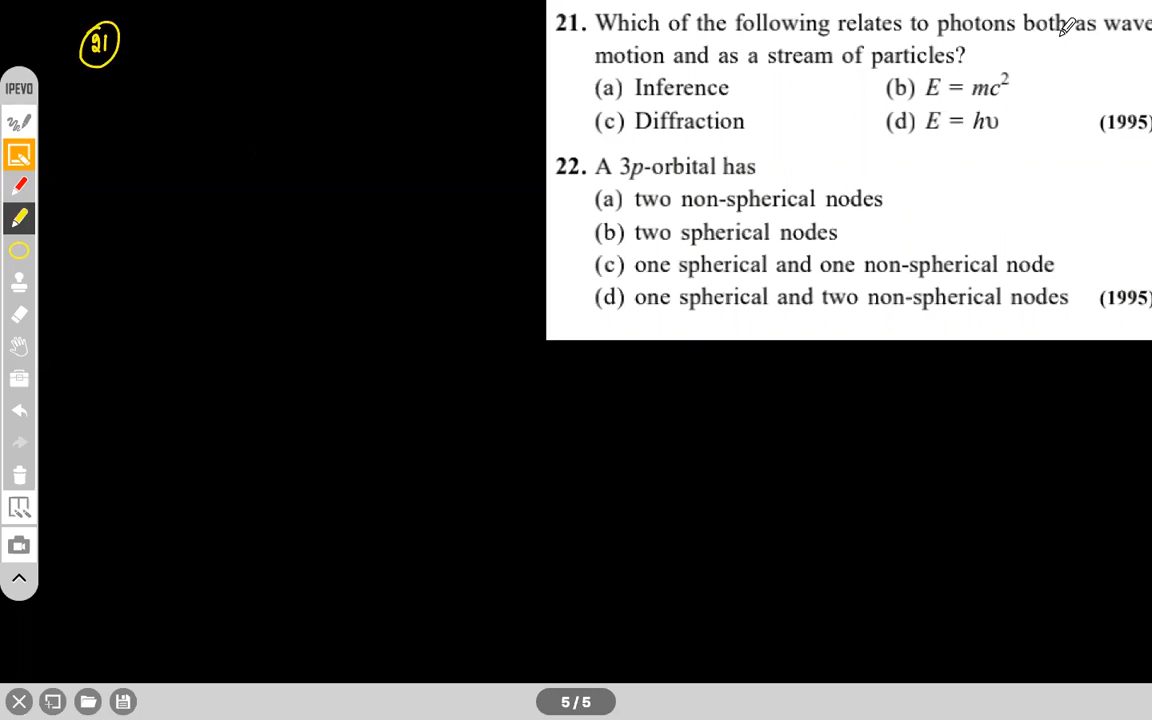 21
IPEVO
21. Which of the following relates to photons both as wave
motion and as a stream of particles?
(a) Inference (b) E = mc²
(c) Diffraction (d) E = hυ (1995)
22. A 3p-orbital has
(a) two non-spherical nodes
(b) two spherical nodes
(c) one spherical and one non-spherical node
(d) one spherical and two non-spherical nodes (1995)
5 / 5